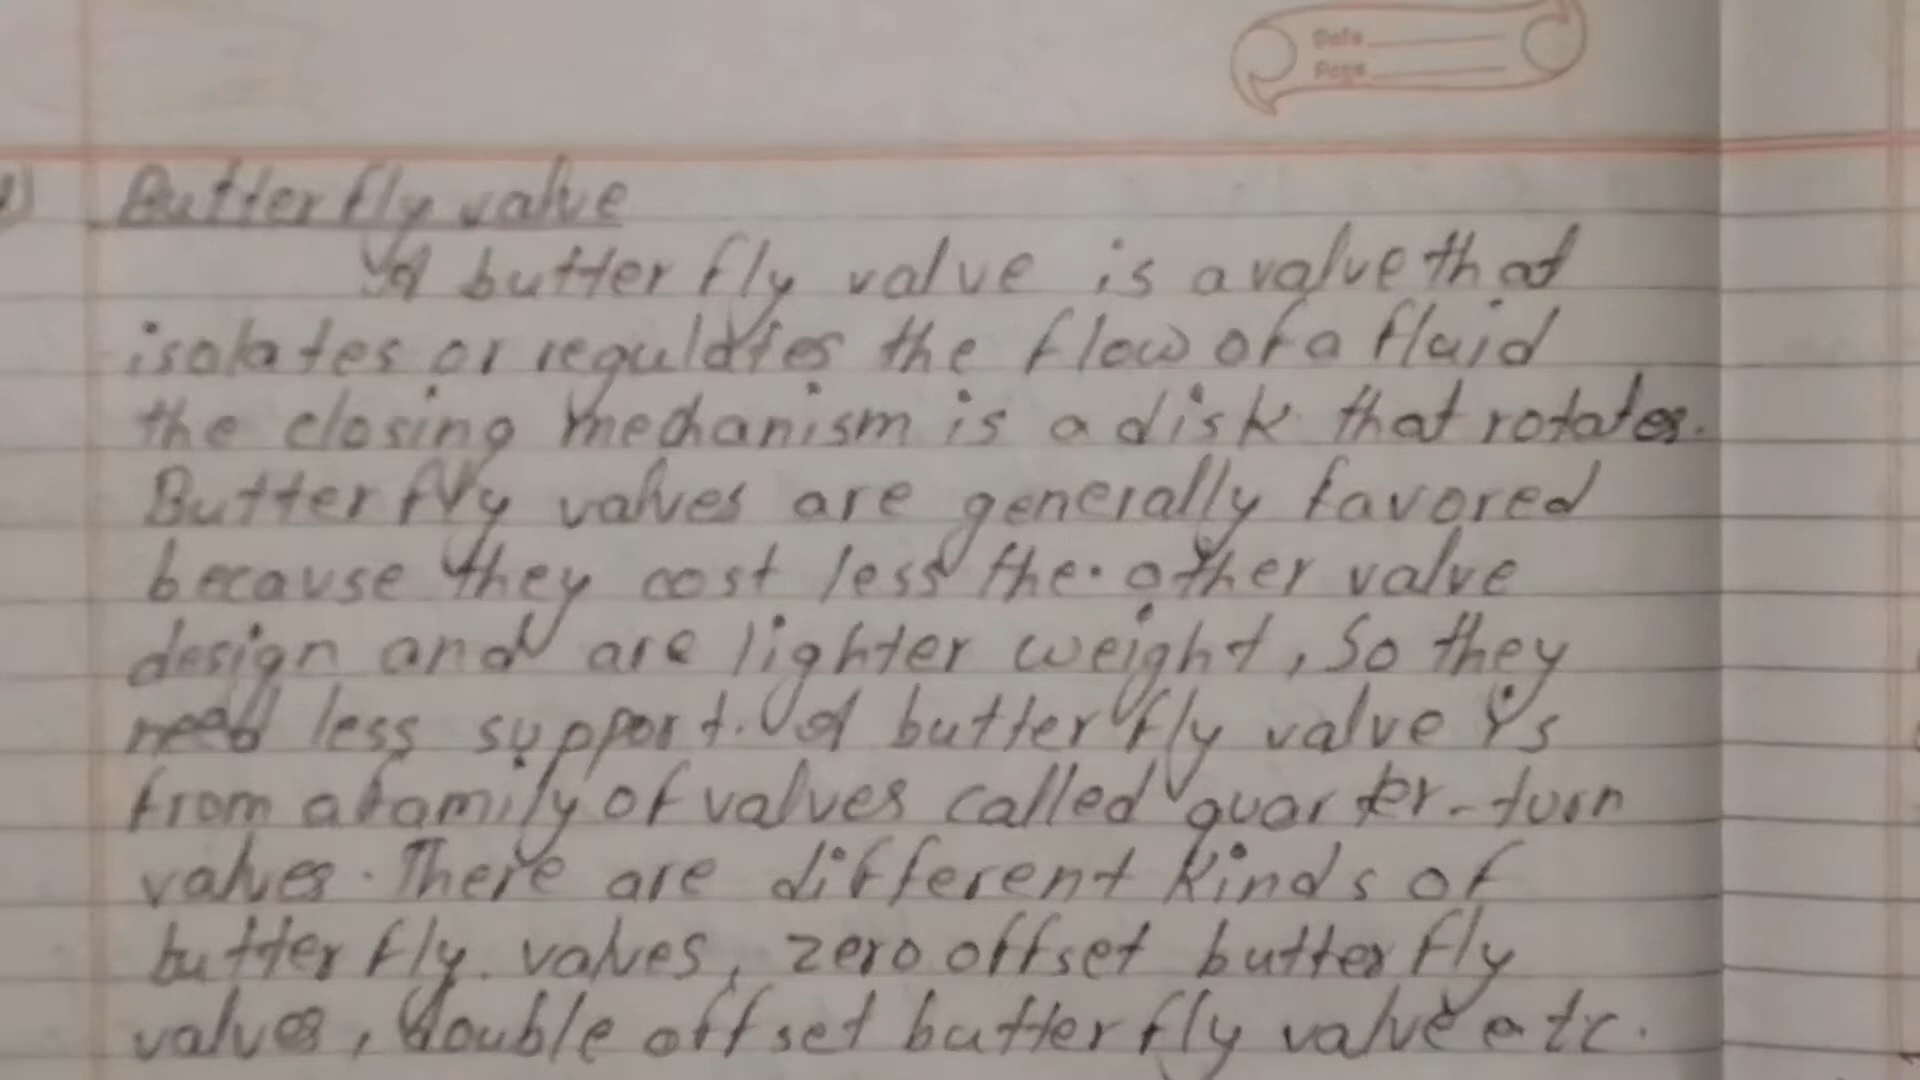 Date
Page
Butterfly valve
A butterfly valve is a valve that
isolates or regulates the flow of a fluid
the closing mechanism is a disk that rotates.
Butterfly valves are generally favored
because they cost less the other valve
design and are lighter weight, So they
need less support. A butterfly valve is
from a family of valves called quarter-turn
valves. There are different kinds of
butterfly valves, zero offset butterfly
valves, double offset butterfly valve etc.